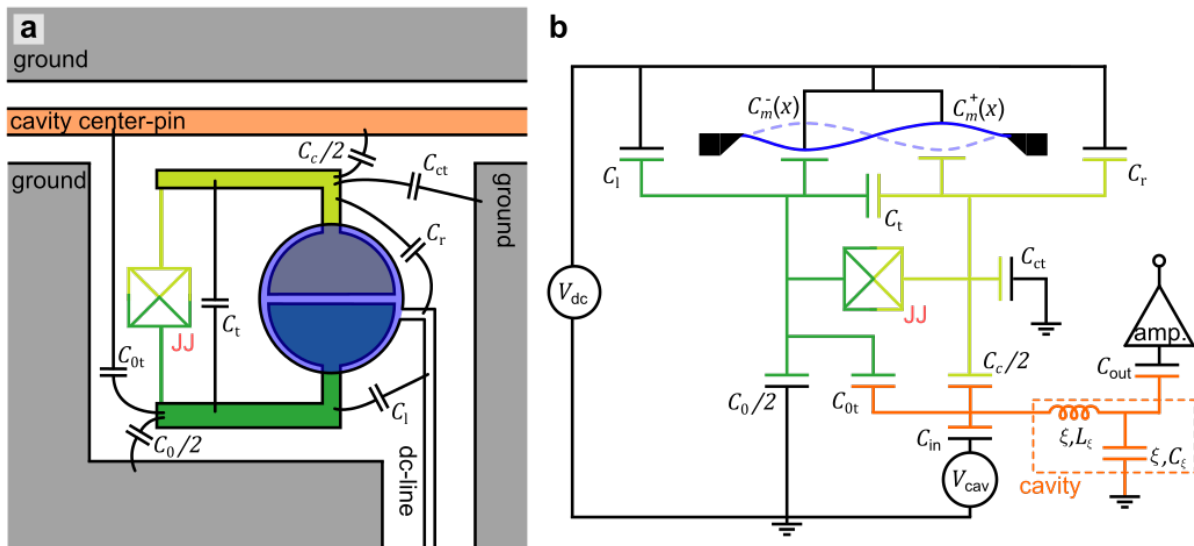 a
ground
cavity center-pin
ground
C_c/2
C_ct
ground
C_r
JJ
C_t
C_0t
C_l
C_0/2
dc-line
b
C_m^-(x)
C_m^+(x)
C_l
C_r
C_t
V_dc
C_ct
JJ
amp.
C_c/2
C_out
C_0/2
C_0t
C_in
ξ,L_ξ
ξ,C_ξ
V_cav
cavity